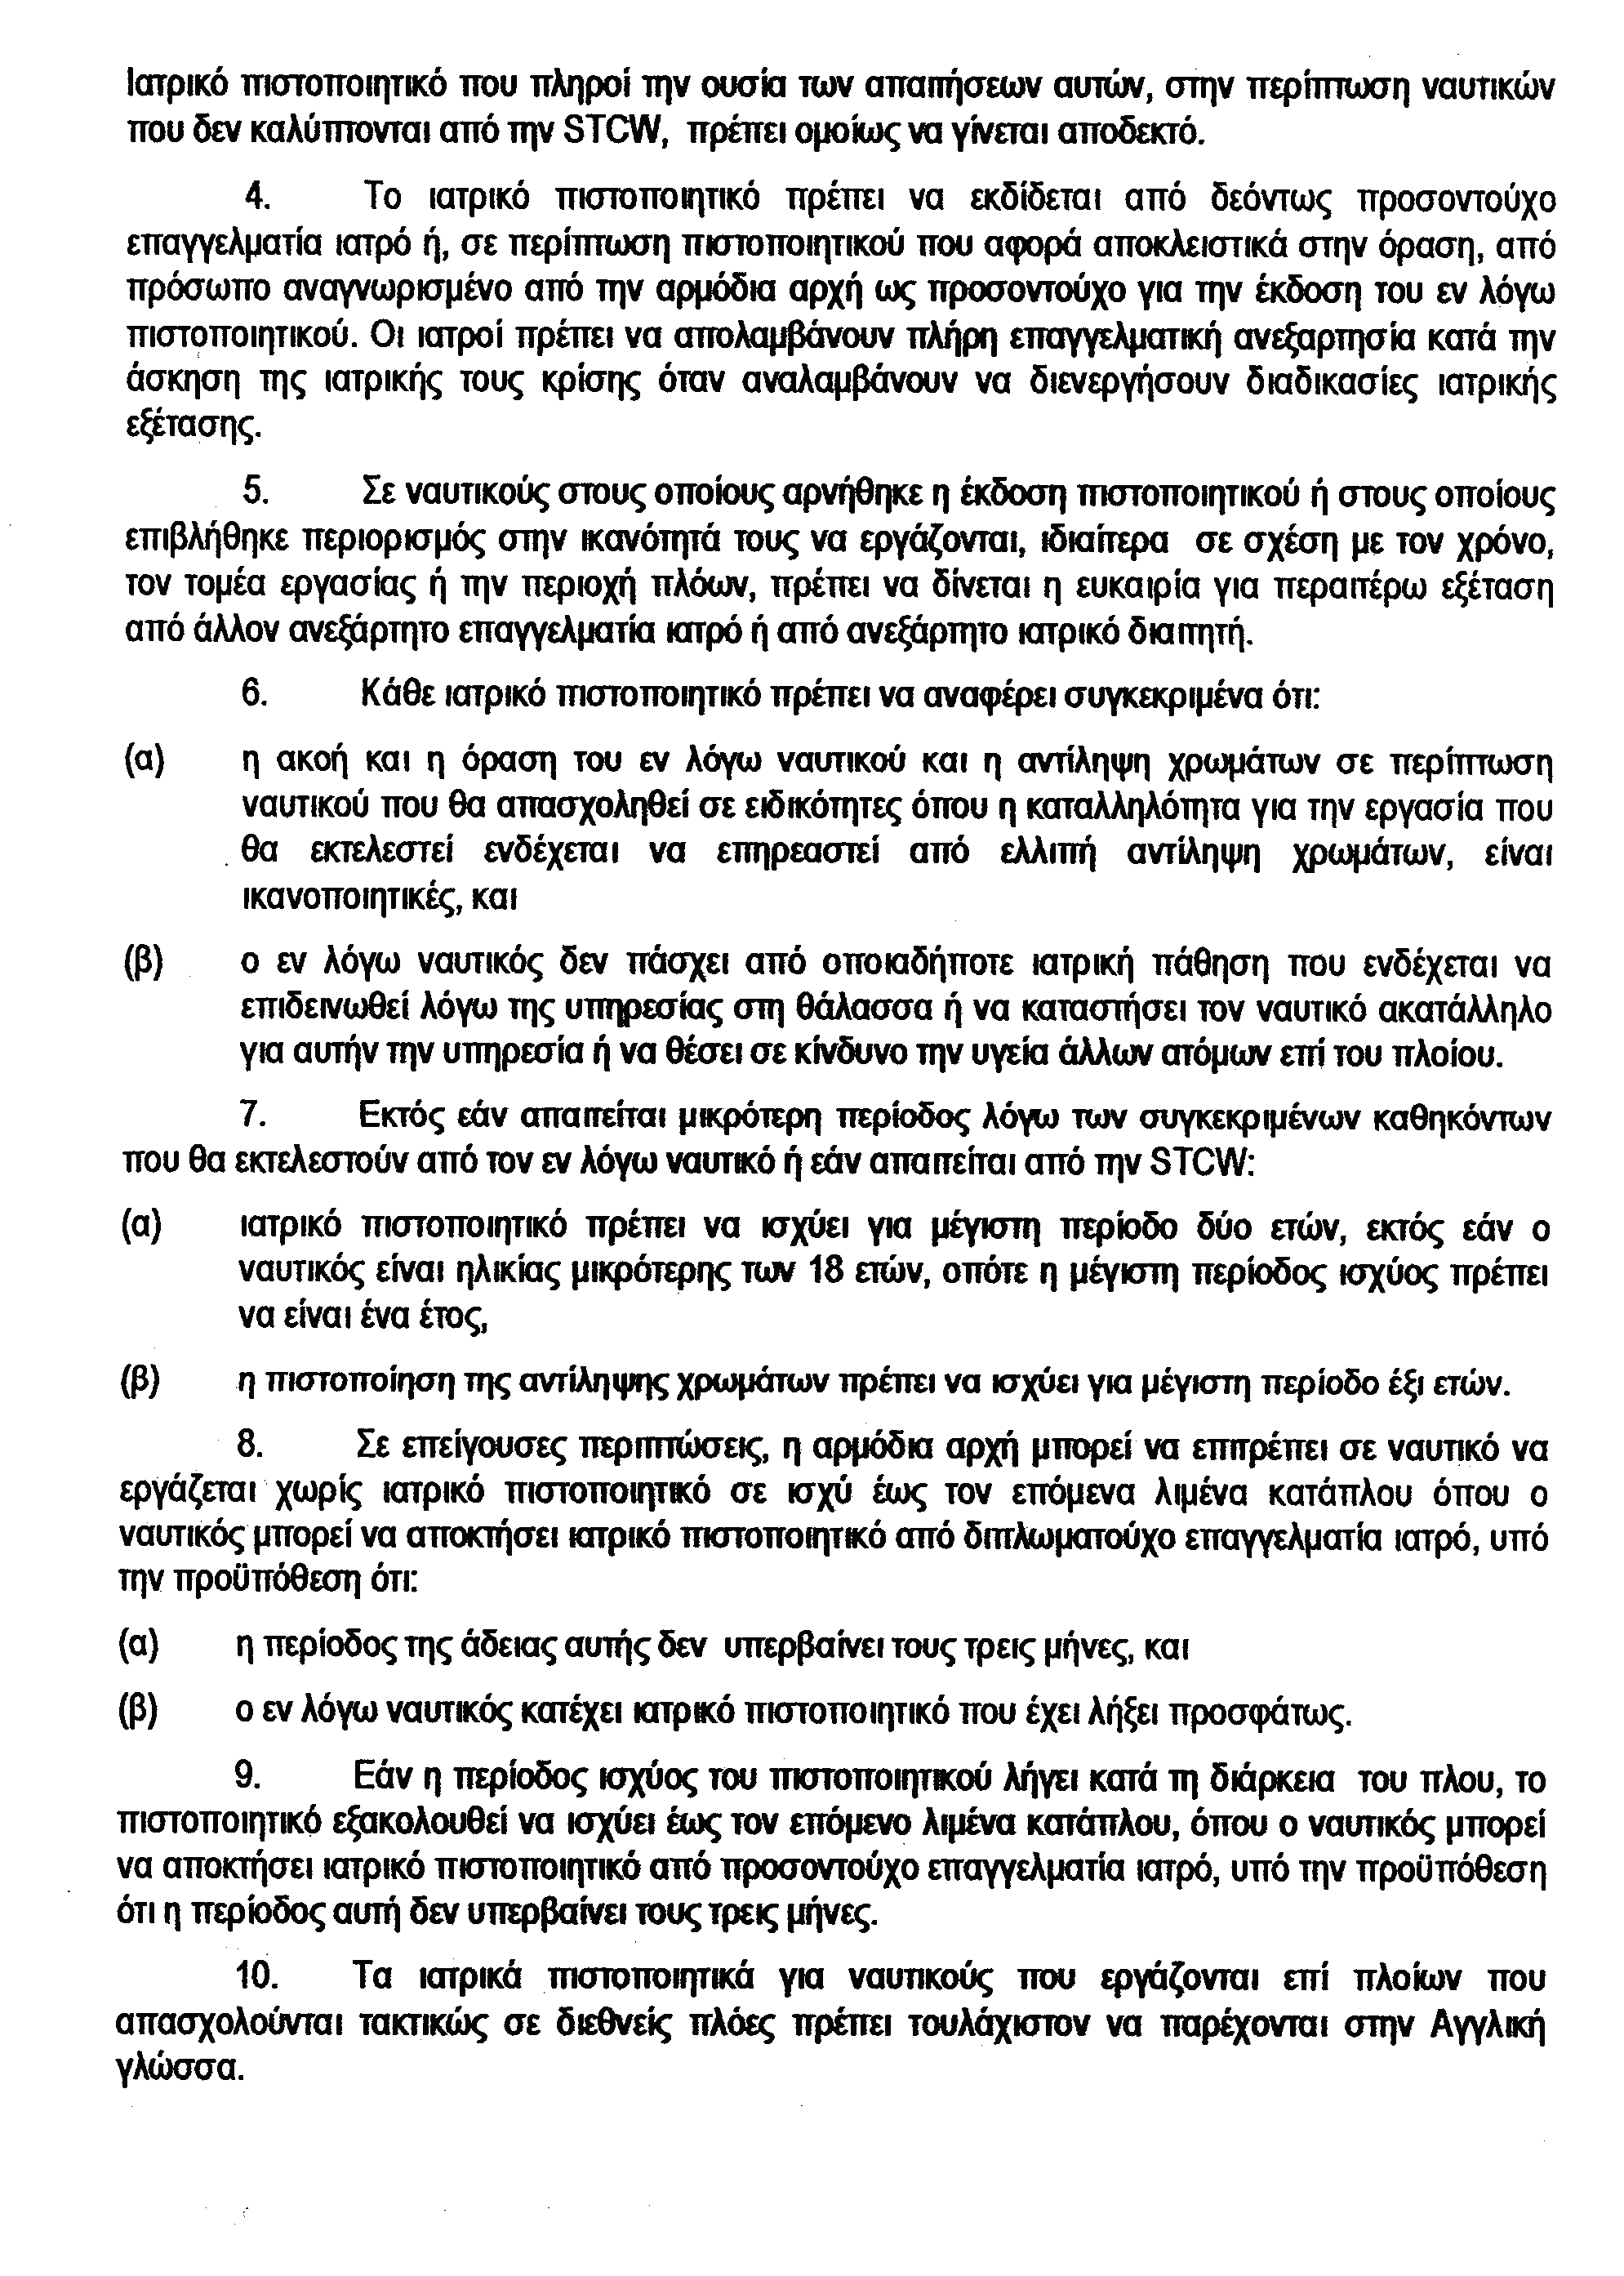 Ιατρικό πιστοποιητικό που πληροί την ουσία των απαιτήσεων αυτών, στην περίπτωση ναυτικών
που δεν καλύπτονται από την STCW, πρέπει ομοίως να γίνεται αποδεκτό.
4. Το ιατρικό πιστοποιητικό πρέπει να εκδίδεται από δεόντως προσοντούχο
επαγγελματία ιατρό ή, σε περίπτωση πιστοποιητικού που αφορά αποκλειστικά στην όραση, από
πρόσωπο αναγνωρισμένο από την αρμόδια αρχή ως προσοντούχο για την έκδοση του εν λόγω
πιστοποιητικού. Οι ιατροί πρέπει να απολαμβάνουν πλήρη επαγγελματική ανεξαρτησία κατά την
άσκηση της ιατρικής τους κρίσης όταν αναλαμβάνουν να διενεργήσουν διαδικασίες ιατρικής
εξέτασης.
5. Σε ναυτικούς στους οποίους αρνήθηκε η έκδοση πιστοποιητικού ή στους οποίους
επιβλήθηκε περιορισμός στην ικανότητά τους να εργάζονται, ιδιαίτερα σε σχέση με τον χρόνο,
τον τομέα εργασίας ή την περιοχή πλόων, πρέπει να δίνεται η ευκαιρία για περαιτέρω εξέταση
από άλλον ανεξάρτητο επαγγελματία ιατρό ή από ανεξάρτητο ιατρικό διαιτητή.
6. Κάθε ιατρικό πιστοποιητικό πρέπει να αναφέρει συγκεκριμένα ότι:
(α) η ακοή και η όραση του εν λόγω ναυτικού και η αντίληψη χρωμάτων σε περίπτωση
ναυτικού που θα απασχοληθεί σε ειδικότητες όπου η καταλληλότητα για την εργασία που
θα εκτελεστεί ενδέχεται να επηρεαστεί από ελλιπή αντίληψη χρωμάτων, είναι
ικανοποιητικές, και
(β) ο εν λόγω ναυτικός δεν πάσχει από οποιαδήποτε ιατρική πάθηση που ενδέχεται να
επιδεινωθεί λόγω της υπηρεσίας στη θάλασσα ή να καταστήσει τον ναυτικό ακατάλληλο
για αυτήν την υπηρεσία ή να θέσει σε κίνδυνο την υγεία άλλων ατόμων επί του πλοίου.
7. Εκτός εάν απαιτείται μικρότερη περίοδος λόγω των συγκεκριμένων καθηκόντων
που θα εκτελεστούν από τον εν λόγω ναυτικό ή εάν απαιτείται από την STCW:
(α) ιατρικό πιστοποιητικό πρέπει να ισχύει για μέγιστη περίοδο δύο ετών, εκτός εάν ο
ναυτικός είναι ηλικίας μικρότερης των 18 ετών, οπότε η μέγιστη περίοδος ισχύος πρέπει
να είναι ένα έτος,
(β) η πιστοποίηση της αντίληψης χρωμάτων πρέπει να ισχύει για μέγιστη περίοδο έξι ετών.
8. Σε επείγουσες περιπτώσεις, η αρμόδια αρχή μπορεί να επιτρέπει σε ναυτικό να
εργάζεται χωρίς ιατρικό πιστοποιητικό σε ισχύ έως τον επόμενα λιμένα κατάπλου όπου ο
ναυτικός μπορεί να αποκτήσει ιατρικό πιστοποιητικό από διπλωματούχο επαγγελματία ιατρό, υπό
την προϋπόθεση ότι:
(α) η περίοδος της άδειας αυτής δεν υπερβαίνει τους τρεις μήνες, και
(β) ο εν λόγω ναυτικός κατέχει ιατρικό πιστοποιητικό που έχει λήξει προσφάτως.
9. Εάν η περίοδος ισχύος του πιστοποιητικού λήγει κατά τη διάρκεια του πλου, το
πιστοποιητικό εξακολουθεί να ισχύει έως τον επόμενο λιμένα κατάπλου, όπου ο ναυτικός μπορεί
να αποκτήσει ιατρικό πιστοποιητικό από προσοντούχο επαγγελματία ιατρό, υπό την προϋπόθεση
ότι η περίοδος αυτή δεν υπερβαίνει τους τρεις μήνες.
10. Τα ιατρικά πιστοποιητικά για ναυτικούς που εργάζονται επί πλοίων που
απασχολούνται τακτικώς σε διεθνείς πλόες πρέπει τουλάχιστον να παρέχονται στην Αγγλική
γλώσσα.